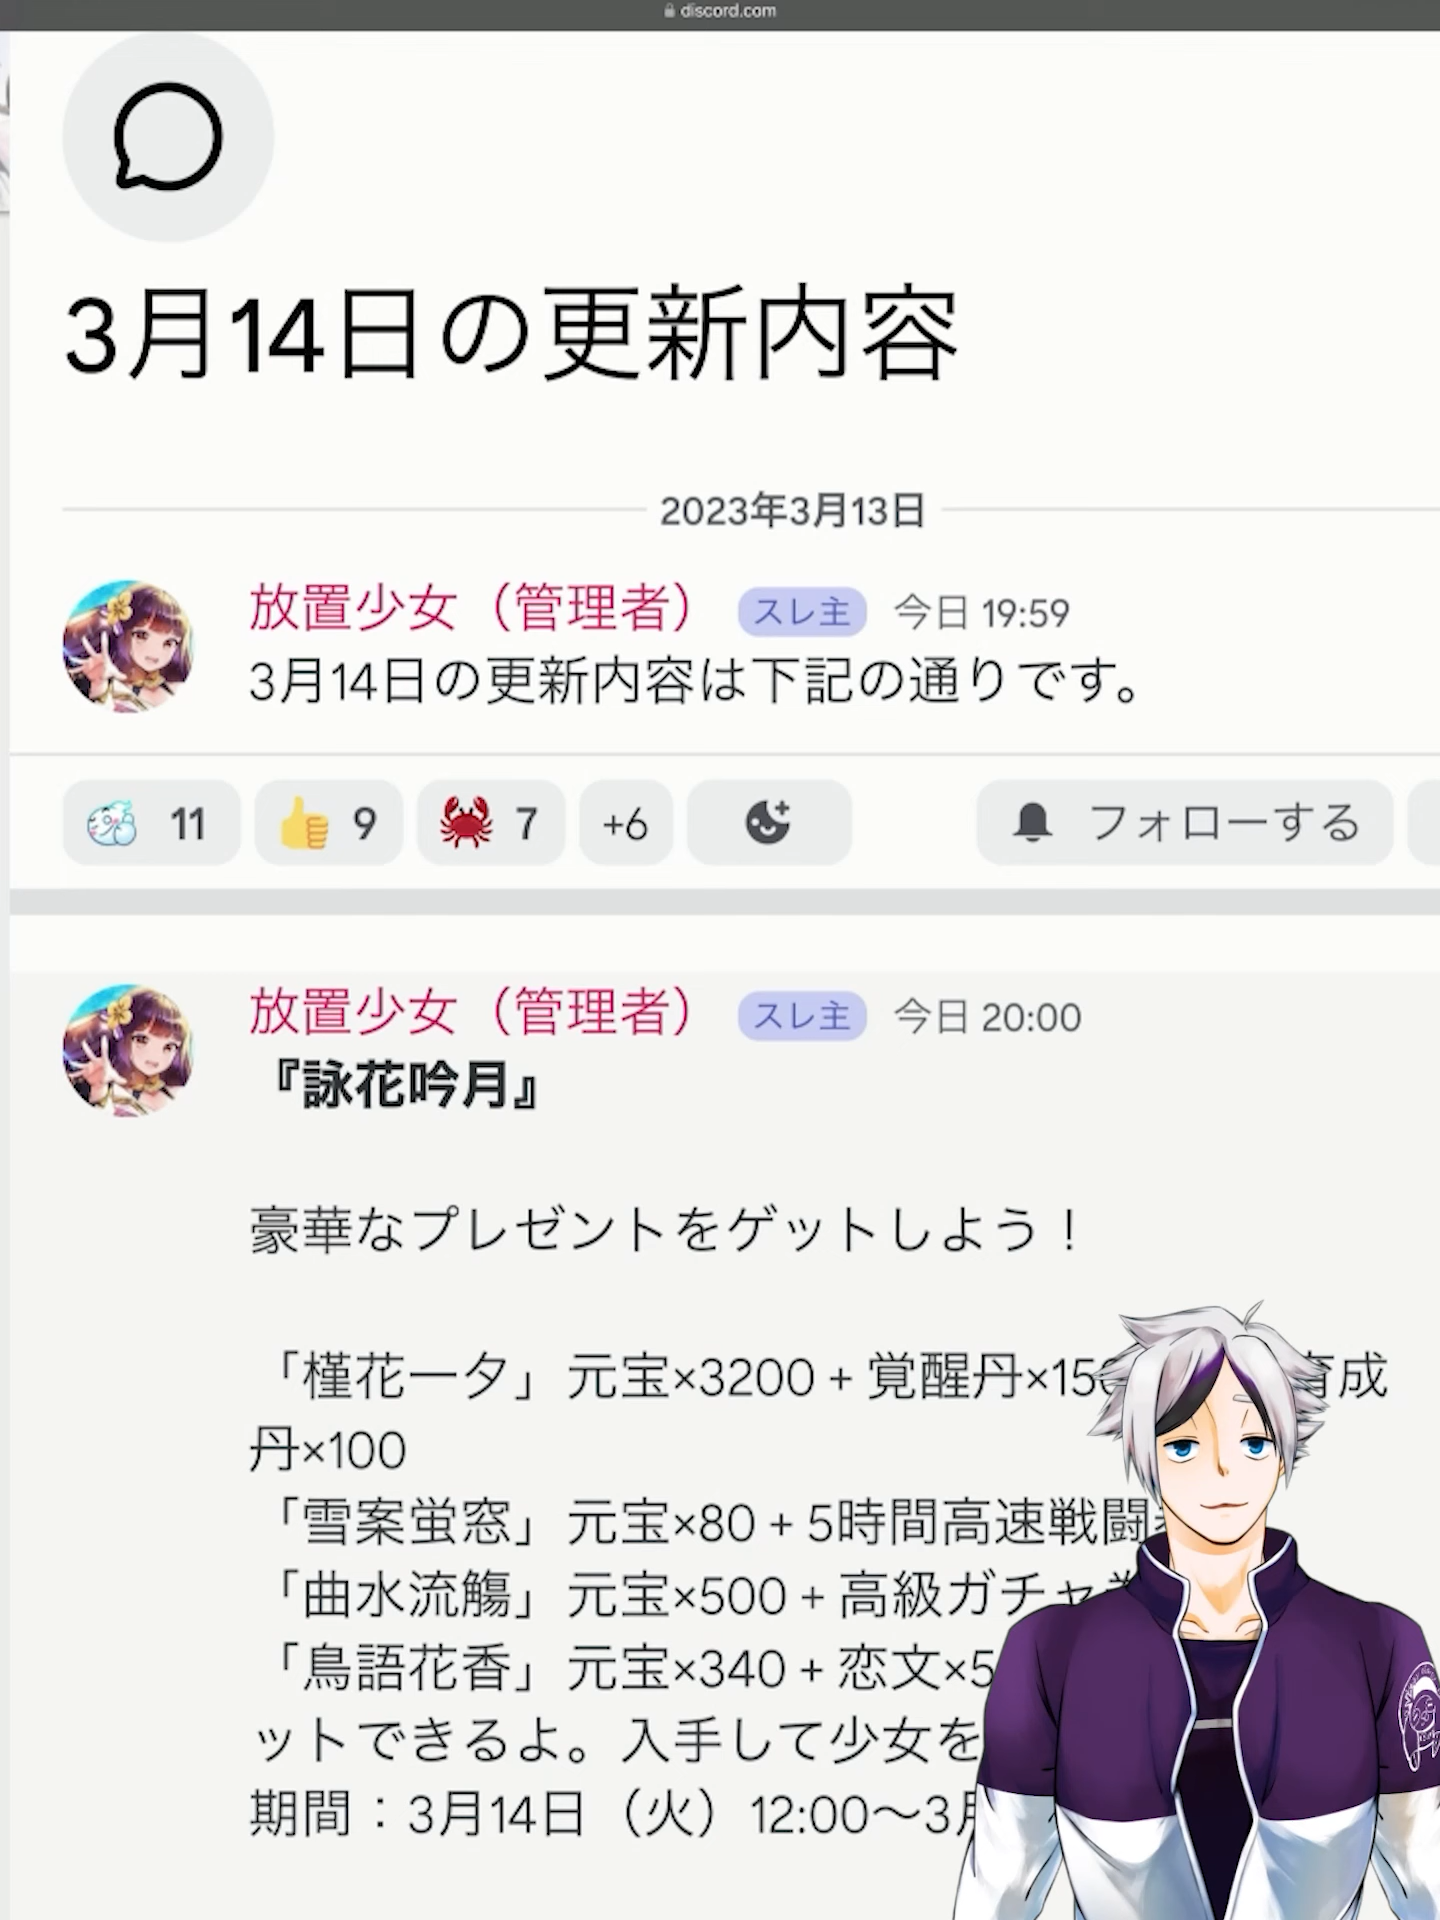 discord.com
3月14日の更新内容
2023年3月13日
放置少女（管理者） スレ主 今日 19:59
3月14日の更新内容は下記の通りです。
11 9 7 +6 フォローする
放置少女（管理者） スレ主 今日 20:00
『詠花吟月』
豪華なプレゼントをゲットしよう！
「槿花一夕」元宝×3200 + 覚醒丹×15 育成
丹×100
「雪案蛍窓」元宝×80 + 5時間高速戦闘
「曲水流觴」元宝×500 + 高級ガチャ
「鳥語花香」元宝×340 + 恋文×5
ットできるよ。入手して少女を
期間：3月14日（火）12:00〜3月